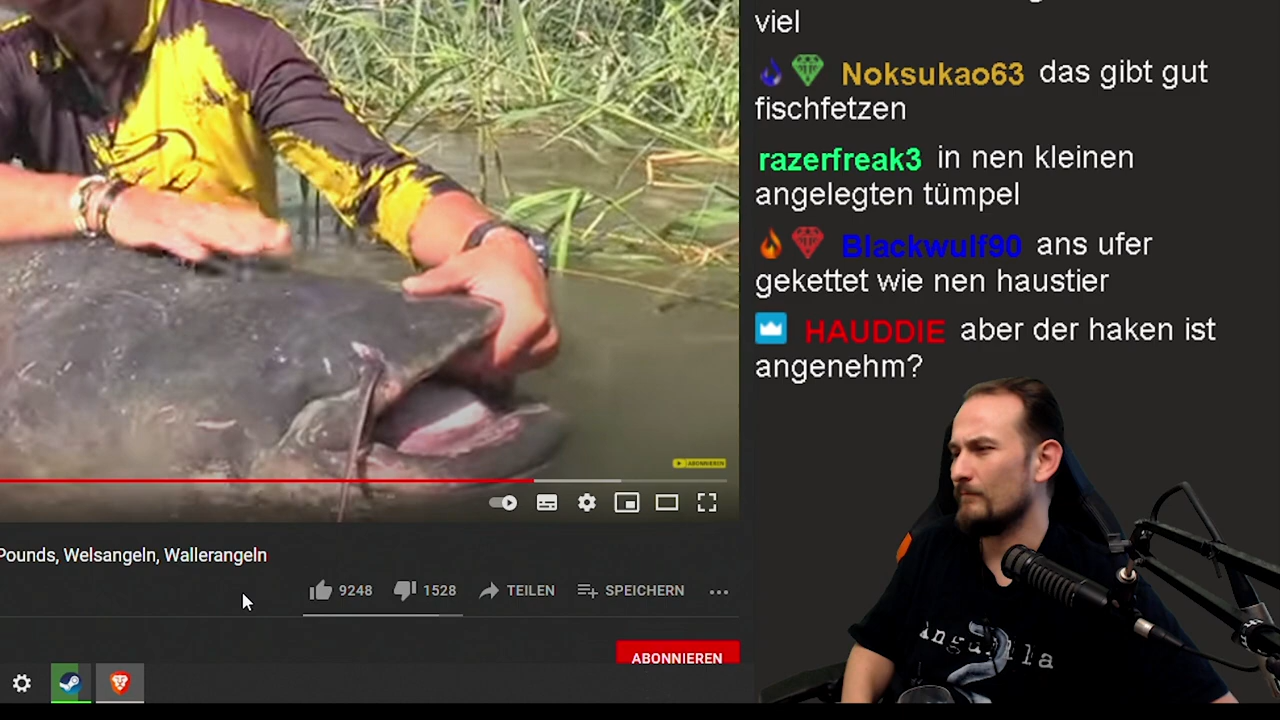 viel
Noksukao63 das gibt gut
fischfetzen
razerfreak3 in nen kleinen
angelegten tümpel
Blackwulf90 ans ufer
gekettet wie nen haustier
HAUDDIE aber der haken ist
angenehm?
ABONNIEREN
Pounds, Welsangeln, Wallerangeln
9248
1528
TEILEN
SPEICHERN
ABONNIEREN